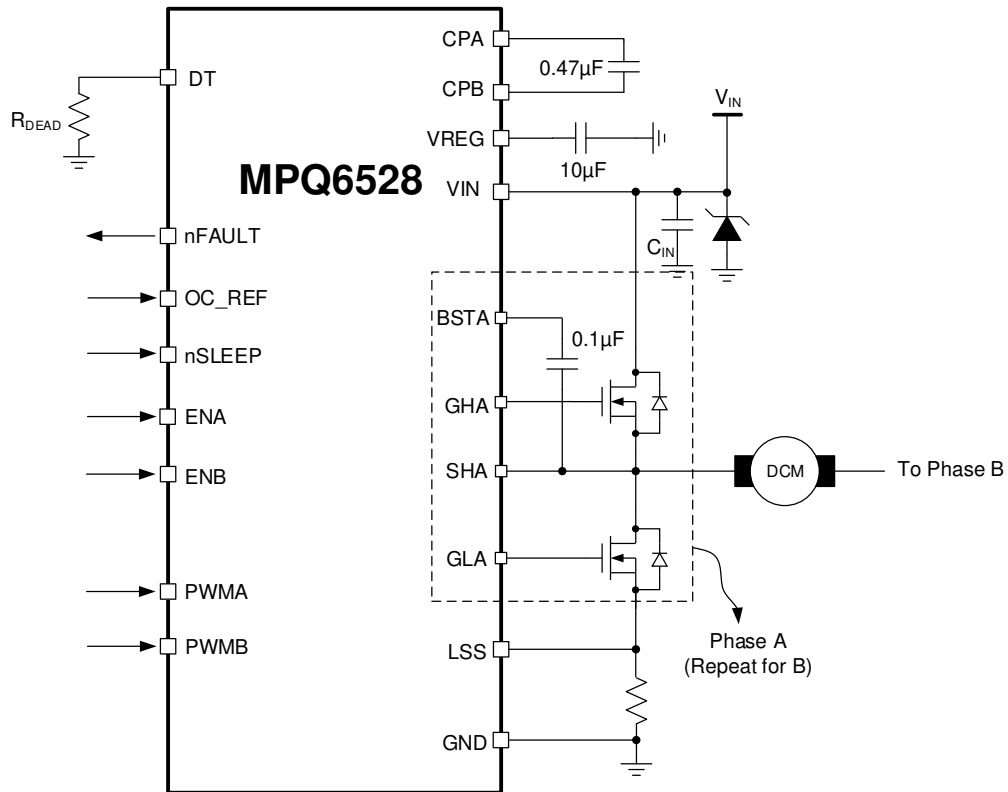 CPA
0.47µF
CPB
DT
R_DEAD
VREG
10µF
V_IN
MPQ6528
VIN
C_IN
nFAULT
OC_REF
BSTA
0.1µF
nSLEEP
GHA
ENA
ENB
SHA
DCM
To Phase B
GLA
PWMA
PWMB
LSS
Phase A
(Repeat for B)
GND